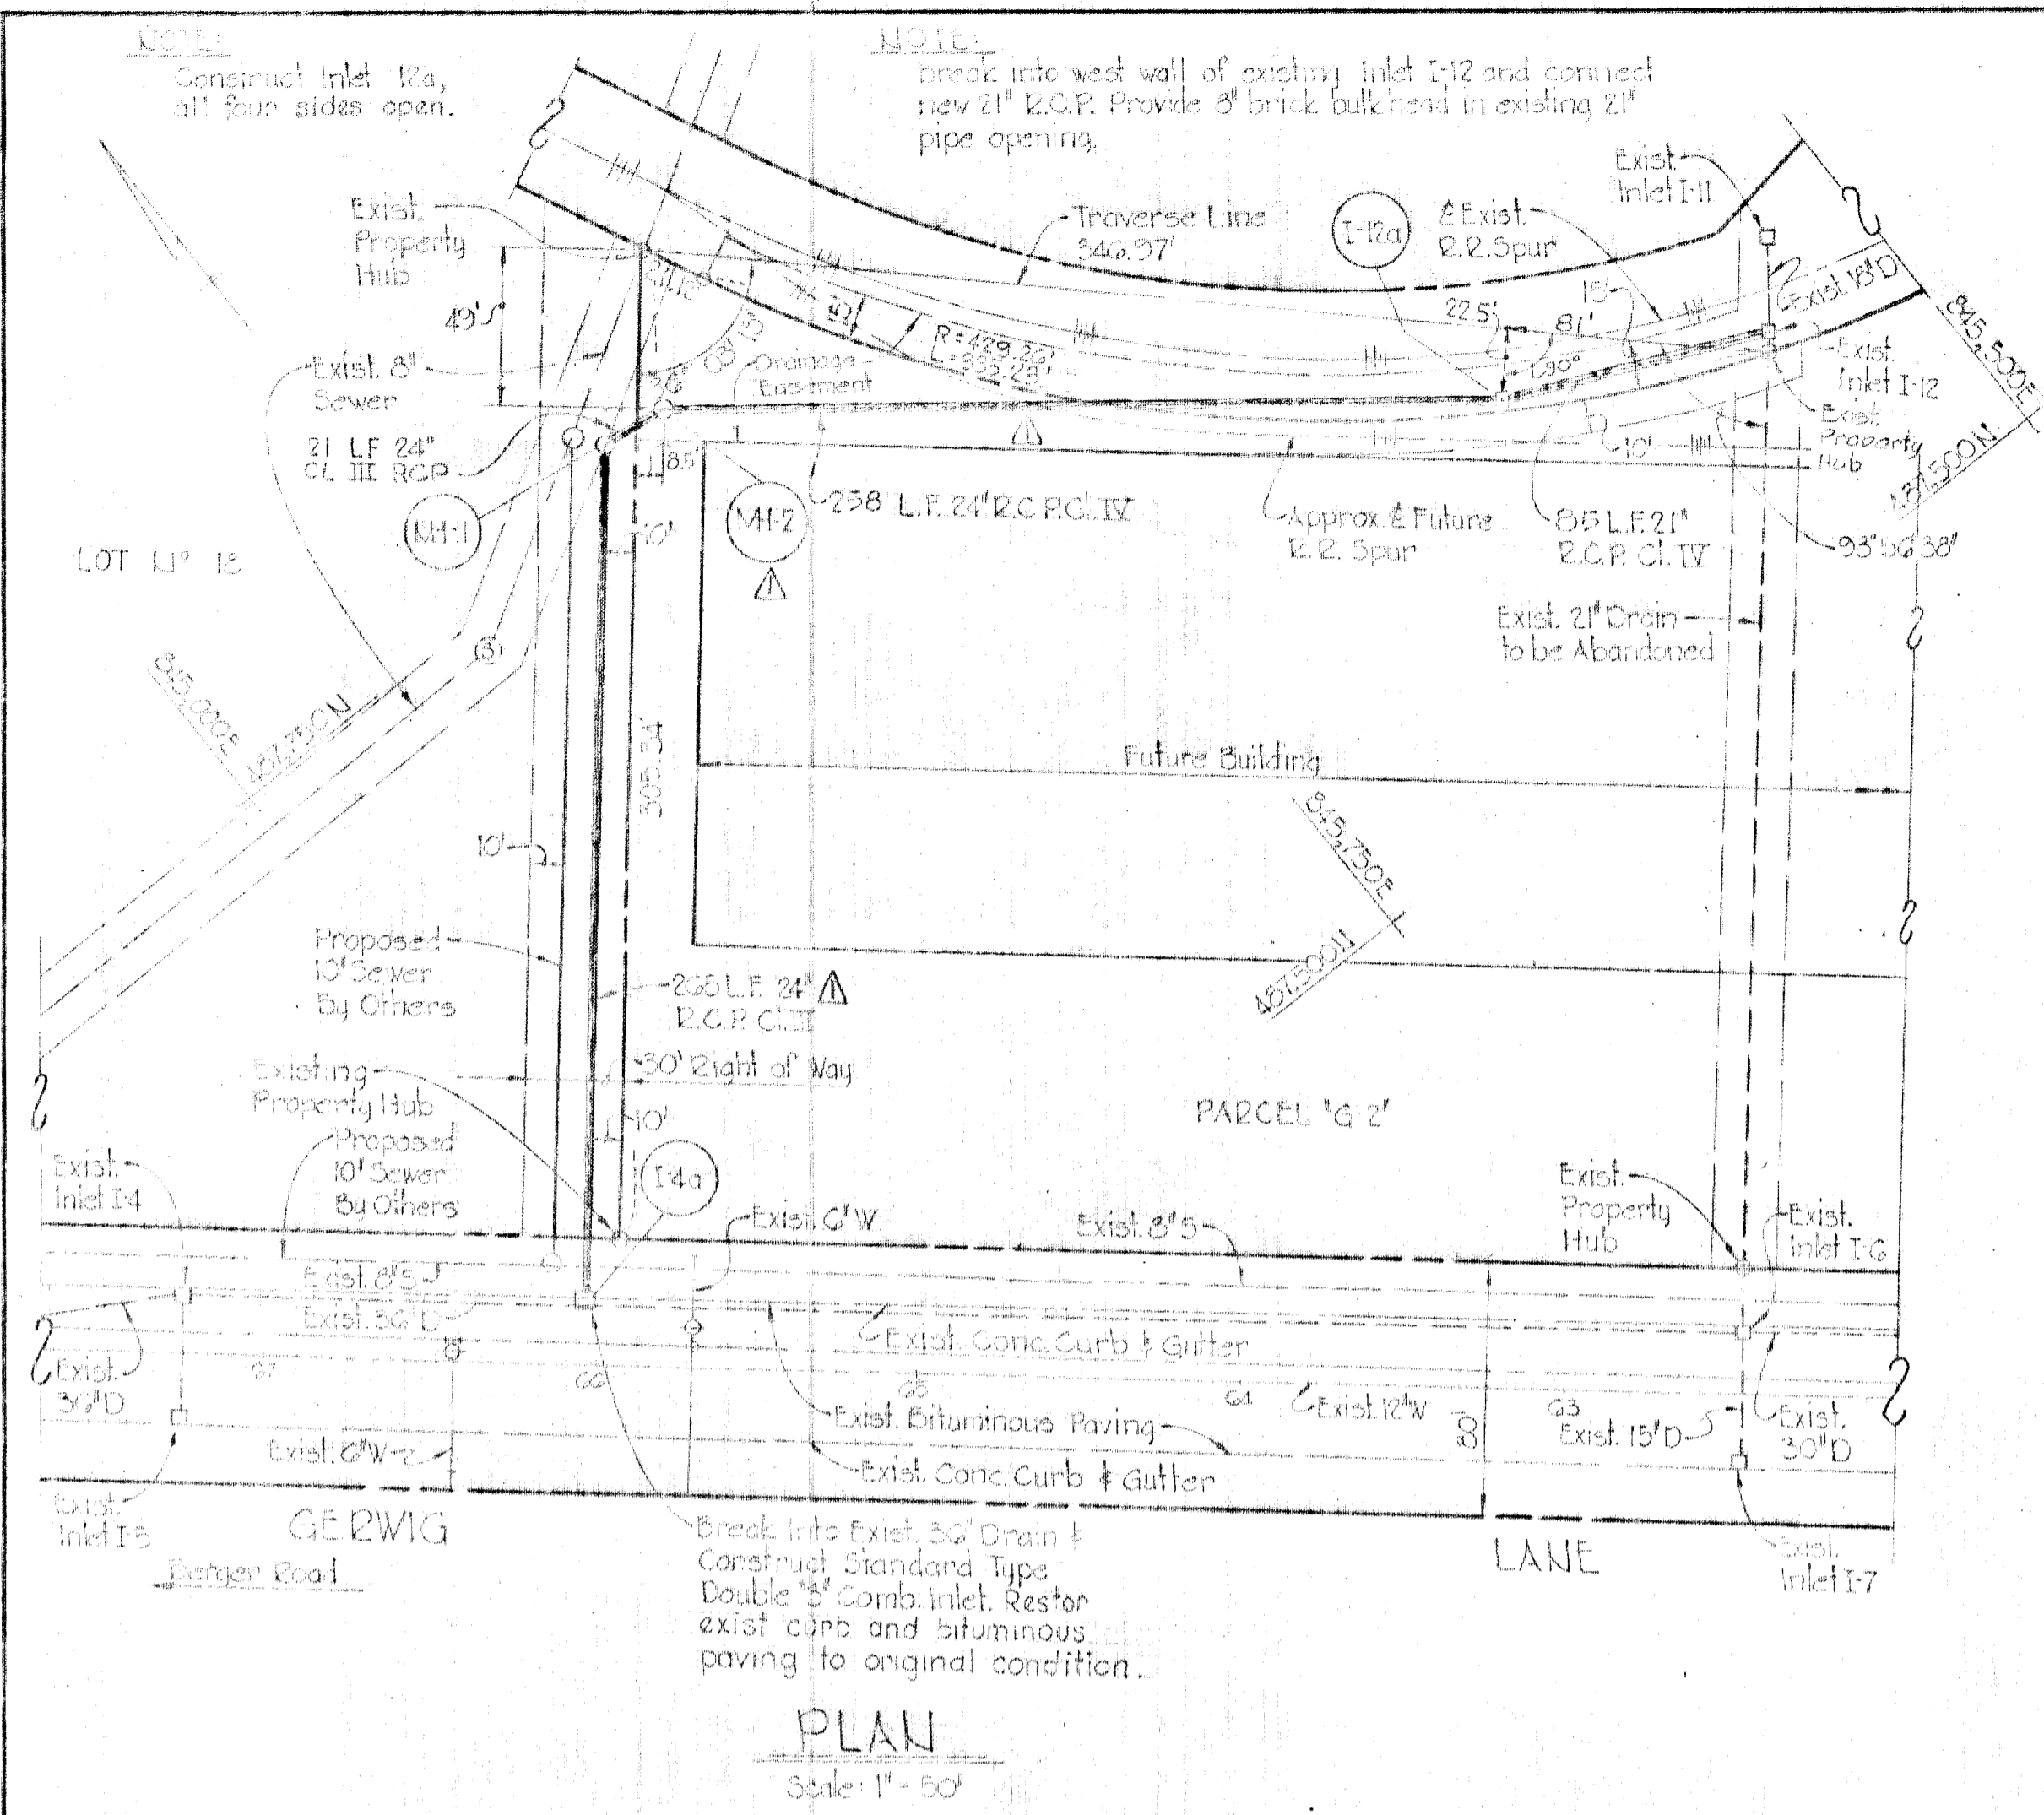 NOTE:
Construct Inlet 12a,
all four sides open.
NOTE:
Break into west wall of existing Inlet I-12 and connect
new 21" R.C.P. Provide 8" brick bulkhead in existing 21"
pipe opening.
Exist.
Inlet I-11
Exist.
Property
Hub
Traverse Line
346.97'
I-12a
℄ Exist.
R.R. Spur
Exist. 18"D
49'
15'
22.5'
81'
15'
R=429.26'
90°
845,500E
Exist. 8"
Sewer
Drainage
Easement
Exist.
Inlet I-12
Exist.
Property
Hub
21 LF 24"
CL III RCP
8.5'
10'
487,500N
MH-1
MH-2
258 L.F. 24" R.C.P. Cl. IV
Approx ℄ Future
R.R. Spur
85 L.F. 21"
R.C.P. Cl. IV
93°56'38"
10'
LOT Nº 18
Exist. 21" Drain
to be Abandoned
845,000E
487,750N
305.34'
Future Building
10'
845,750E
487,500N
Proposed
10" Sewer
By Others
265 L.F. 24"
R.C.P. Cl.
30' Right of Way
Existing
Property Hub
10'
PARCEL "G-2"
Proposed
10" Sewer
By Others
Exist.
Inlet I-4
I-4a
Exist.
Property
Hub
Exist. 6"W
Exist. 8"S
Exist.
Inlet I-6
Exist. 8"S
Exist. 36"D
Exist. Conc. Curb & Gutter
Exist.
36"D
67
66
65
64
63
Exist. 12"W
80'
Exist. Bituminous Paving
Exist. 15"D
Exist.
30"D
Exist. 6"W
Exist. Conc. Curb & Gutter
Exist.
Inlet I-5
GERWIG
LANE
Exist.
Inlet I-7
Berger Road
Break Into Exist. 36" Drain &
Construct Standard Type
Double "S" Comb. Inlet. Restor
exist curb and bituminous
paving to original condition.
PLAN
Scale: 1" = 50'